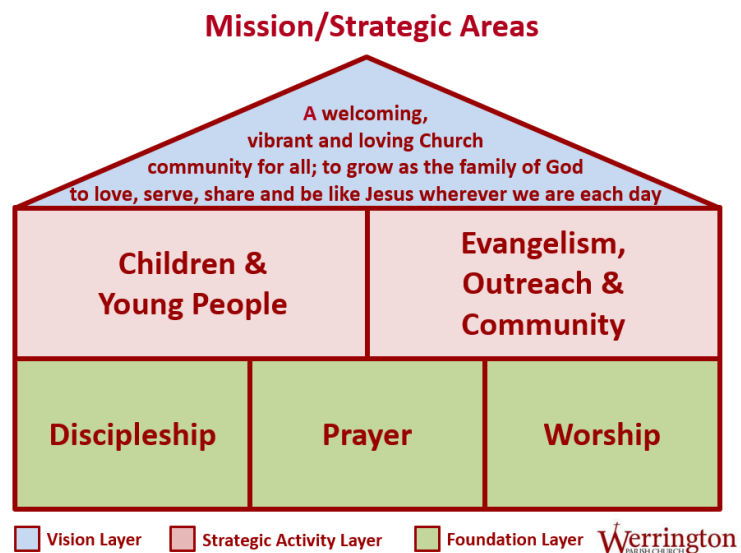 Mission/Strategic Areas
A welcoming,
vibrant and loving Church
community for all; to grow as the family of God
to love, serve, share and be like Jesus wherever we are each day
Children &
Young People
Evangelism,
Outreach &
Community
Discipleship
Prayer
Worship
Vision Layer
Strategic Activity Layer
Foundation Layer
Werrington
PARISH CHURCH